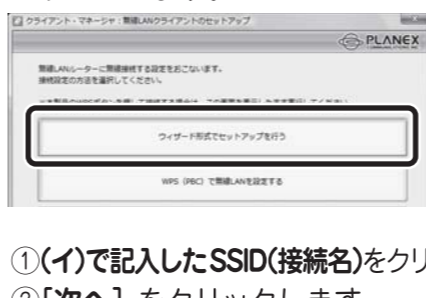 クライアント・マネージャ：無線LANクライアントのセットアップ
PLANEX
無線LANルーターに無線接続する設定をおこないます。
接続設定の方法を選択してください。
ウィザード形式でセットアップを行う
WPS（PBC）で無線LANを設定する
①(イ)で記入したSSID(接続名)をクリ
②[次へ]をクリックします